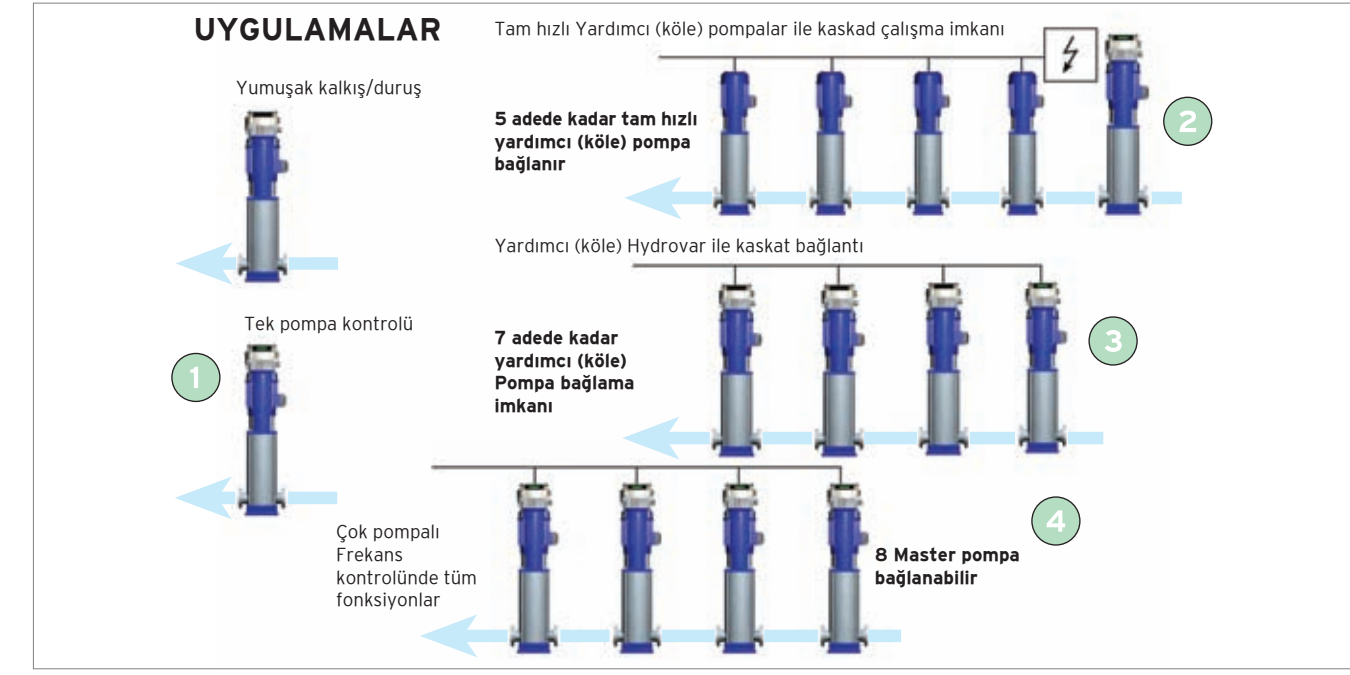 UYGULAMALAR
Yumuşak kalkış/duruş
Tek pompa kontrolü
1
Tam hızlı Yardımcı (köle) pompalar ile kaskad çalışma imkanı
5 adede kadar tam hızlı
yardımcı (köle) pompa
bağlanır
2
Yardımcı (köle) Hydrovar ile kaskat bağlantı
7 adede kadar
yardımcı (köle)
Pompa bağlama
imkanı
3
Çok pompalı
Frekans
kontrolünde tüm
fonksiyonlar
8 Master pompa
bağlanabilir
4